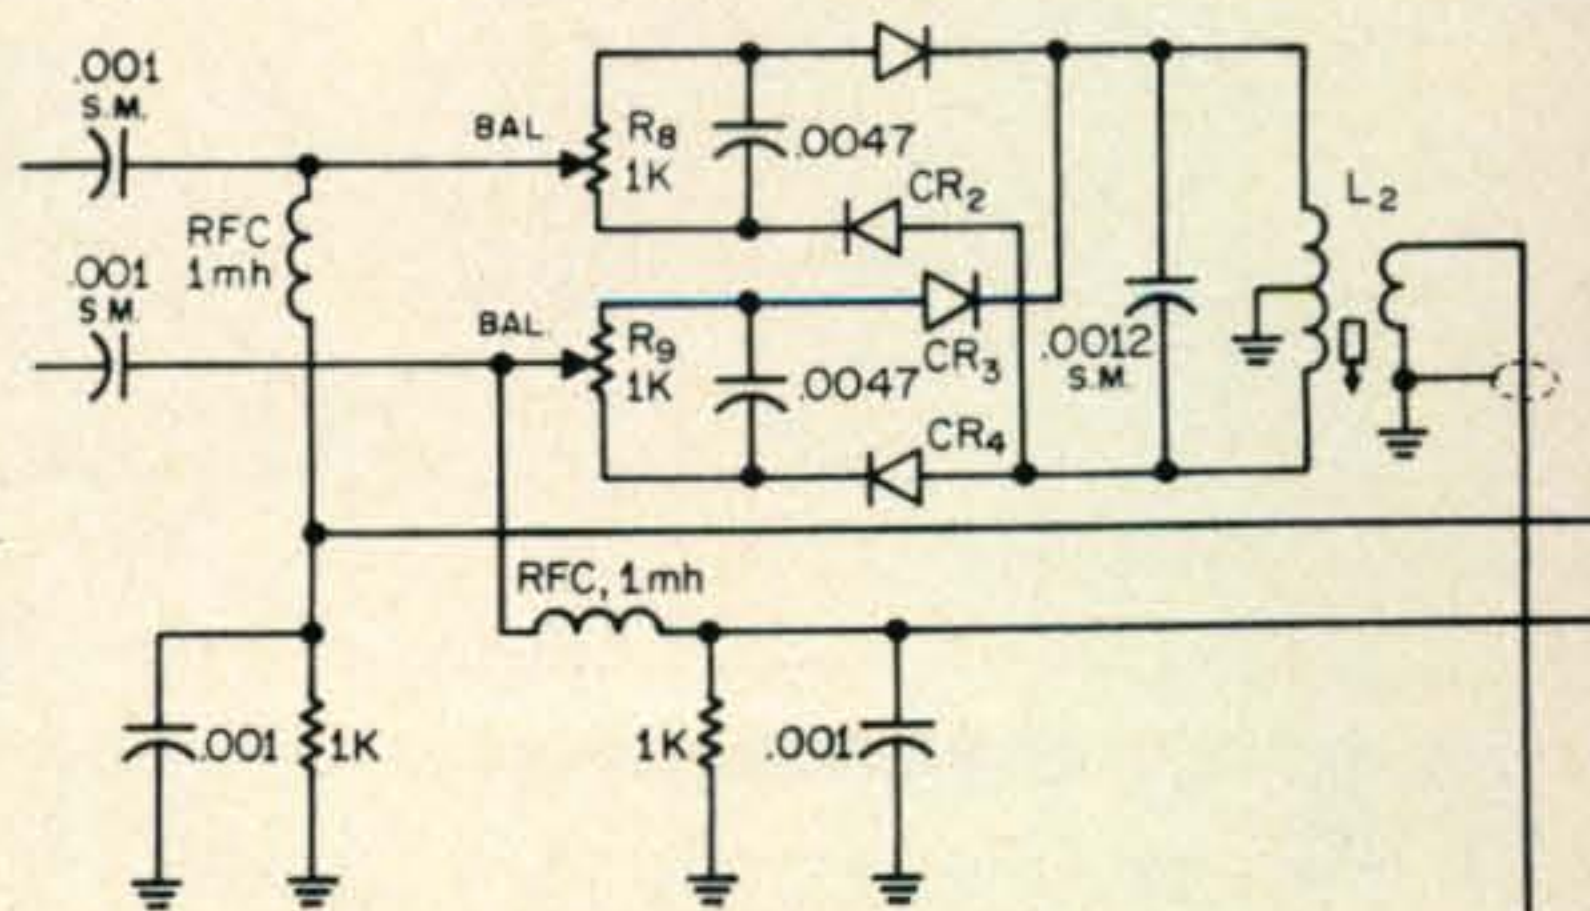 .001
S.M.
RFC
1mh
.001
S.M.
BAL.
R8
1K
.0047
CR2
BAL.
R9
1K
.0047
CR3
CR4
.0012
S.M.
L2
RFC, 1mh
.001
1K
1K
.001